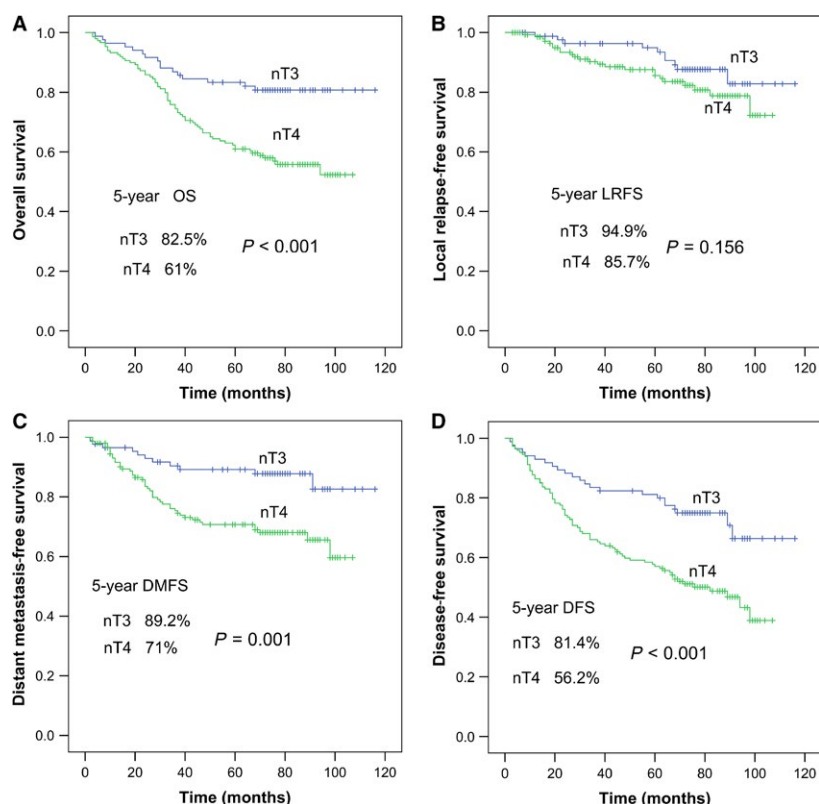 A
Overall survival
1.0
0.8
0.6
0.4
0.2
0.0
nT3
nT4
5-year OS
nT3 82.5%
nT4 61%
P < 0.001
0 20 40 60 80 100 120
Time (months)
B
Local relapse-free survival
1.0
0.8
0.6
0.4
0.2
0.0
nT3
nT4
5-year LRFS
nT3 94.9%
nT4 85.7%
P = 0.156
0 20 40 60 80 100 120
Time (months)
C
Distant metastasis-free survival
1.0
0.8
0.6
0.4
0.2
0.0
nT3
nT4
5-year DMFS
nT3 89.2%
nT4 71%
P = 0.001
0 20 40 60 80 100 120
Time (months)
D
Disease-free survival
1.0
0.8
0.6
0.4
0.2
0.0
nT3
nT4
5-year DFS
nT3 81.4%
nT4 56.2%
P < 0.001
0 20 40 60 80 100 120
Time (months)